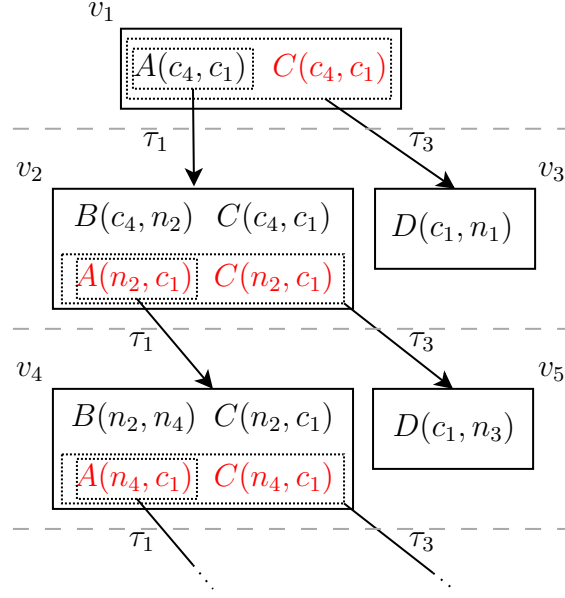 v₁
A(c₄, c₁) C(c₄, c₁)
τ₁ τ₃
v₂ v₃
B(c₄, n₂) C(c₄, c₁) D(c₁, n₁)
A(n₂, c₁) C(n₂, c₁)
τ₁ τ₃
v₄ v₅
B(n₂, n₄) C(n₂, c₁) D(c₁, n₃)
A(n₄, c₁) C(n₄, c₁)
τ₁ τ₃
⋱ ⋱